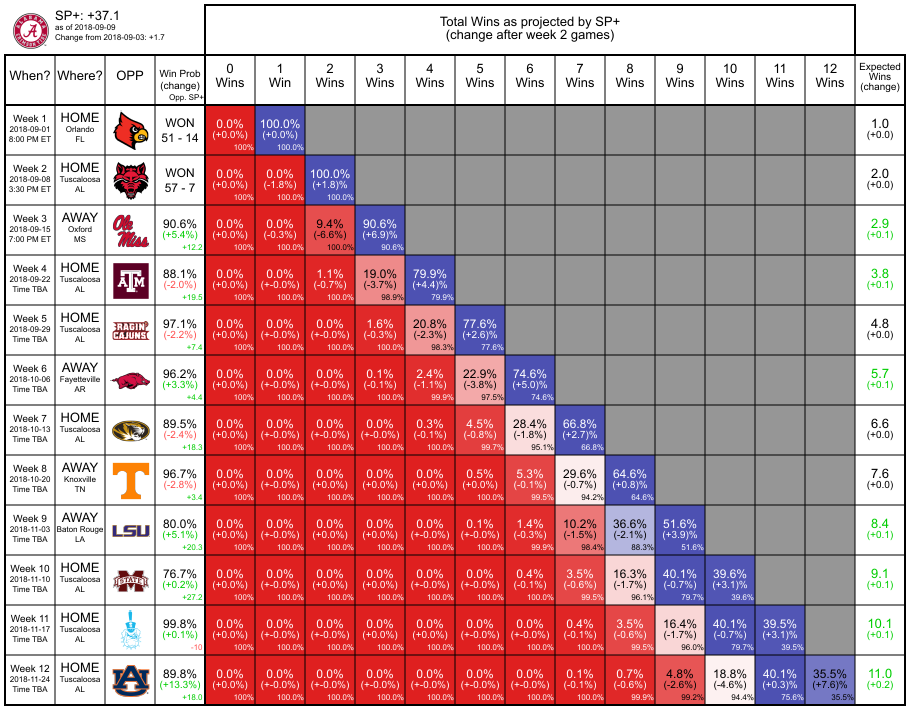 SP+: +37.1
as of 2018-09-09
Change from 2018-09-03: +1.7
Total Wins as projected by SP+
(change after week 2 games)
When? Where? OPP Win Prob (change) Opp. SP+ 0 Wins 1 Win 2 Wins 3 Wins 4 Wins 5 Wins 6 Wins 7 Wins 8 Wins 9 Wins 10 Wins 11 Wins 12 Wins Expected Wins (change)
Week 1 HOME WON 0.0% 100.0% 1.0
2018-09-01 Orlando 51 - 14 (+0.0%) (+0.0%) (+0.0)
8:00 PM ET FL 100% 100.0%
Week 2 HOME WON 0.0% 0.0% 100.0% 2.0
2018-09-08 Tuscaloosa 57 - 7 (+0.0%) (-1.8%) (+1.8)% (+0.0)
3:30 PM ET AL 100% 100.0% 100.0%
Week 3 AWAY Ole Miss 90.6% 0.0% 0.0% 9.4% 90.6% 2.9
2018-09-15 Oxford (+5.4%) (+0.0%) (-0.3%) (-6.6%) (+6.9)% (+0.1)
7:00 PM ET MS +12.2 100% 100.0% 100.0% 90.6%
Week 4 HOME ATM 88.1% 0.0% 0.0% 1.1% 19.0% 79.9% 3.8
2018-09-22 Tuscaloosa (-2.0%) (+0.0%) (+-0.0%) (-0.7%) (-3.7%) (+4.4)% (+0.1)
Time TBA AL +19.5 100% 100.0% 100.0% 98.9% 79.9%
Week 5 HOME RAGIN CAJUNS 97.1% 0.0% 0.0% 0.0% 1.6% 20.8% 77.6% 4.8
2018-09-29 Tuscaloosa (-2.2%) (+0.0%) (+-0.0%) (+-0.0%) (-0.3%) (-2.3%) (+2.6)% (+0.0)
Time TBA AL +7.4 100% 100.0% 100.0% 100.0% 98.3% 77.6%
Week 6 AWAY 96.2% 0.0% 0.0% 0.0% 0.1% 2.4% 22.9% 74.6% 5.7
2018-10-06 Fayetteville (+3.3%) (+0.0%) (+-0.0%) (+-0.0%) (-0.1%) (-1.1%) (-3.8%) (+5.0)% (+0.1)
Time TBA AR +4.4 100% 100.0% 100.0% 100.0% 99.9% 97.5% 74.6%
Week 7 HOME 89.5% 0.0% 0.0% 0.0% 0.0% 0.3% 4.5% 28.4% 66.8% 6.6
2018-10-13 Tuscaloosa (-2.4%) (+0.0%) (+-0.0%) (+-0.0%) (+-0.0%) (-0.1%) (-0.8%) (-1.8%) (+2.7)% (+0.0)
Time TBA AL +18.3 100% 100.0% 100.0% 100.0% 100.0% 99.7% 95.1% 66.8%
Week 8 AWAY T 96.7% 0.0% 0.0% 0.0% 0.0% 0.0% 0.5% 5.3% 29.6% 64.6% 7.6
2018-10-20 Knoxville (-2.8%) (+0.0%) (+-0.0%) (+-0.0%) (+-0.0%) (+-0.0%) (+0.0%) (-0.1%) (-0.7%) (+0.8)% (+0.0)
Time TBA TN +3.4 100% 100.0% 100.0% 100.0% 100.0% 100.0% 99.5% 94.2% 64.6%
Week 9 AWAY LSU 80.0% 0.0% 0.0% 0.0% 0.0% 0.0% 0.1% 1.4% 10.2% 36.6% 51.6% 8.4
2018-11-03 Baton Rouge (+5.1%) (+0.0%) (+-0.0%) (+-0.0%) (+-0.0%) (+-0.0%) (+-0.0%) (-0.3%) (-1.5%) (-2.1%) (+3.9)% (+0.1)
Time TBA LA +20.3 100% 100.0% 100.0% 100.0% 100.0% 100.0% 99.9% 98.4% 88.3% 51.6%
Week 10 HOME STATE 76.7% 0.0% 0.0% 0.0% 0.0% 0.0% 0.0% 0.4% 3.5% 16.3% 40.1% 39.6% 9.1
2018-11-10 Tuscaloosa (+0.2%) (+0.0%) (+-0.0%) (+-0.0%) (+-0.0%) (+-0.0%) (+-0.0%) (-0.1%) (-0.6%) (-1.7%) (-0.7%) (+3.1)% (+0.1)
Time TBA AL +27.2 100% 100.0% 100.0% 100.0% 100.0% 100.0% 100.0% 99.5% 96.1% 79.7% 39.6%
Week 11 HOME 99.8% 0.0% 0.0% 0.0% 0.0% 0.0% 0.0% 0.0% 0.4% 3.5% 16.4% 40.1% 39.5% 10.1
2018-11-17 Tuscaloosa (+0.1%) (+0.0%) (+-0.0%) (+-0.0%) (+-0.0%) (+-0.0%) (+-0.0%) (+-0.0%) (-0.1%) (-0.6%) (-1.7%) (-0.7%) (+3.1)% (+0.1)
Time TBA AL -10 100% 100.0% 100.0% 100.0% 100.0% 100.0% 100.0% 100.0% 99.5% 96.0% 79.7% 39.5%
Week 12 HOME AU 89.8% 0.0% 0.0% 0.0% 0.0% 0.0% 0.0% 0.0% 0.1% 0.7% 4.8% 18.8% 40.1% 35.5% 11.0
2018-11-24 Tuscaloosa (+13.3%) (+0.0%) (+-0.0%) (+-0.0%) (+-0.0%) (+-0.0%) (+-0.0%) (+-0.0%) (-0.1%) (-0.6%) (-2.6%) (-4.6%) (+0.3)% (+7.6)% (+0.2)
Time TBA AL +18.0 100% 100.0% 100.0% 100.0% 100.0% 100.0% 100.0% 100.0% 99.9% 99.2% 94.4% 75.6% 35.5%